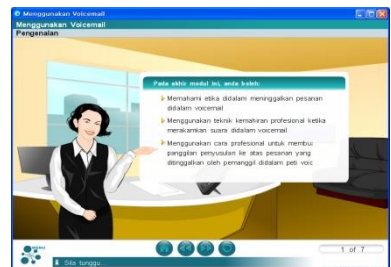 Menggunakan Voicemail
Menggunakan Voicemail
Pengenalan
Pada akhir modul ini, anda boleh:
Memahami etika didalam meninggalkan pesanan
didalam voicemail
Menggunakan teknik kemahiran profesional ketika
merakamkan suara didalam voicemail
Menggunakan cara profesional untuk membui
panggilan penyusulan ke atas pesanan yang
ditinggalkan oleh pemanggil didalam peti voic
1 of 7
Sila tunggu...